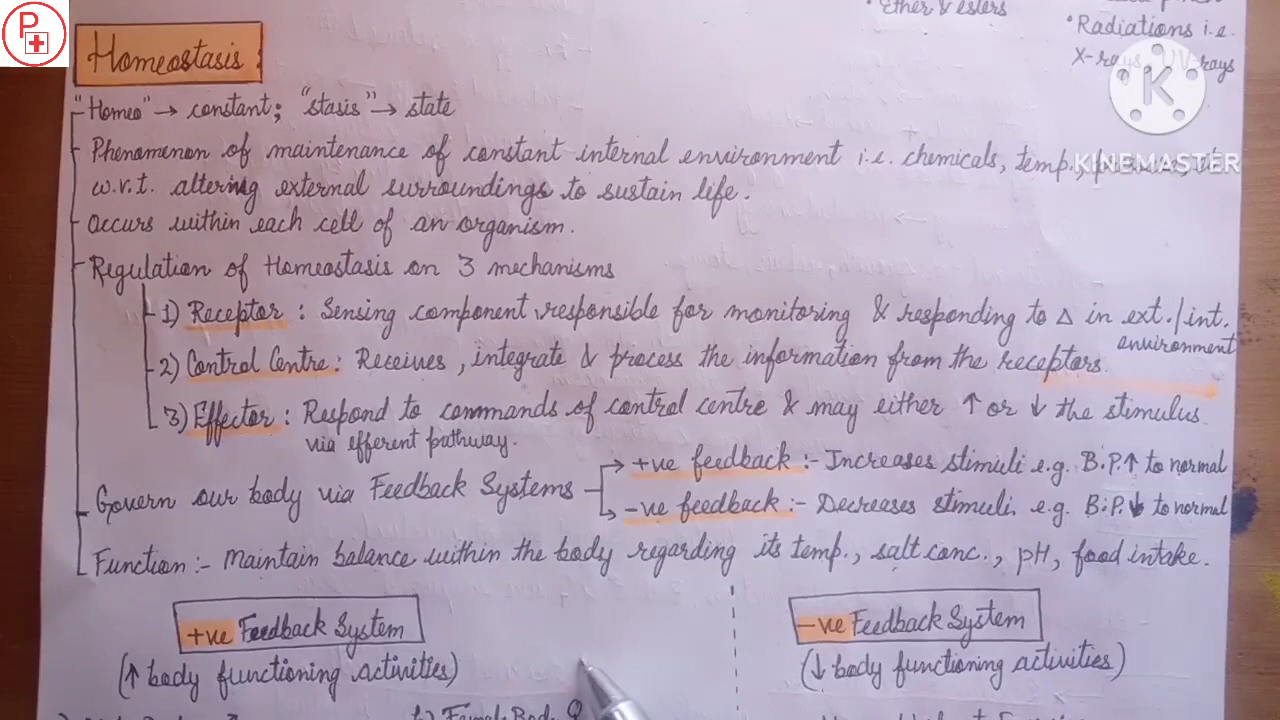 P
• Ether & esters
• Radiations i.e.
X-rays, UV-rays
K
KINEMASTER
Homeostasis:
"Homeo" → constant; "stasis" → state
Phenomenon of maintenance of constant internal environment i.e. chemicals, temp.,
w.r.t. altering external surroundings to sustain life.
Occurs within each cell of an organism.
Regulation of Homeostasis on 3 mechanisms
1) Receptor : Sensing component responsible for monitoring & responding to Δ in ext./int.
environment
2) Control Centre : Receives, integrate & process the information from the receptors.
3) Effector : Respond to commands of control centre & may either ↑ or ↓ the stimulus
via efferent pathway.
Govern our body via Feedback Systems
+ve feedback :- Increases stimuli e.g. B.P. ↑ to normal
-ve feedback :- Decreases stimuli, e.g. B.P. ↓ to normal
Function :- Maintain balance within the body regarding its temp., salt conc., pH, food intake.
+ve Feedback System
(↑ body functioning activities)
-ve Feedback System
(↓ body functioning activities)
b) Female Body ♀